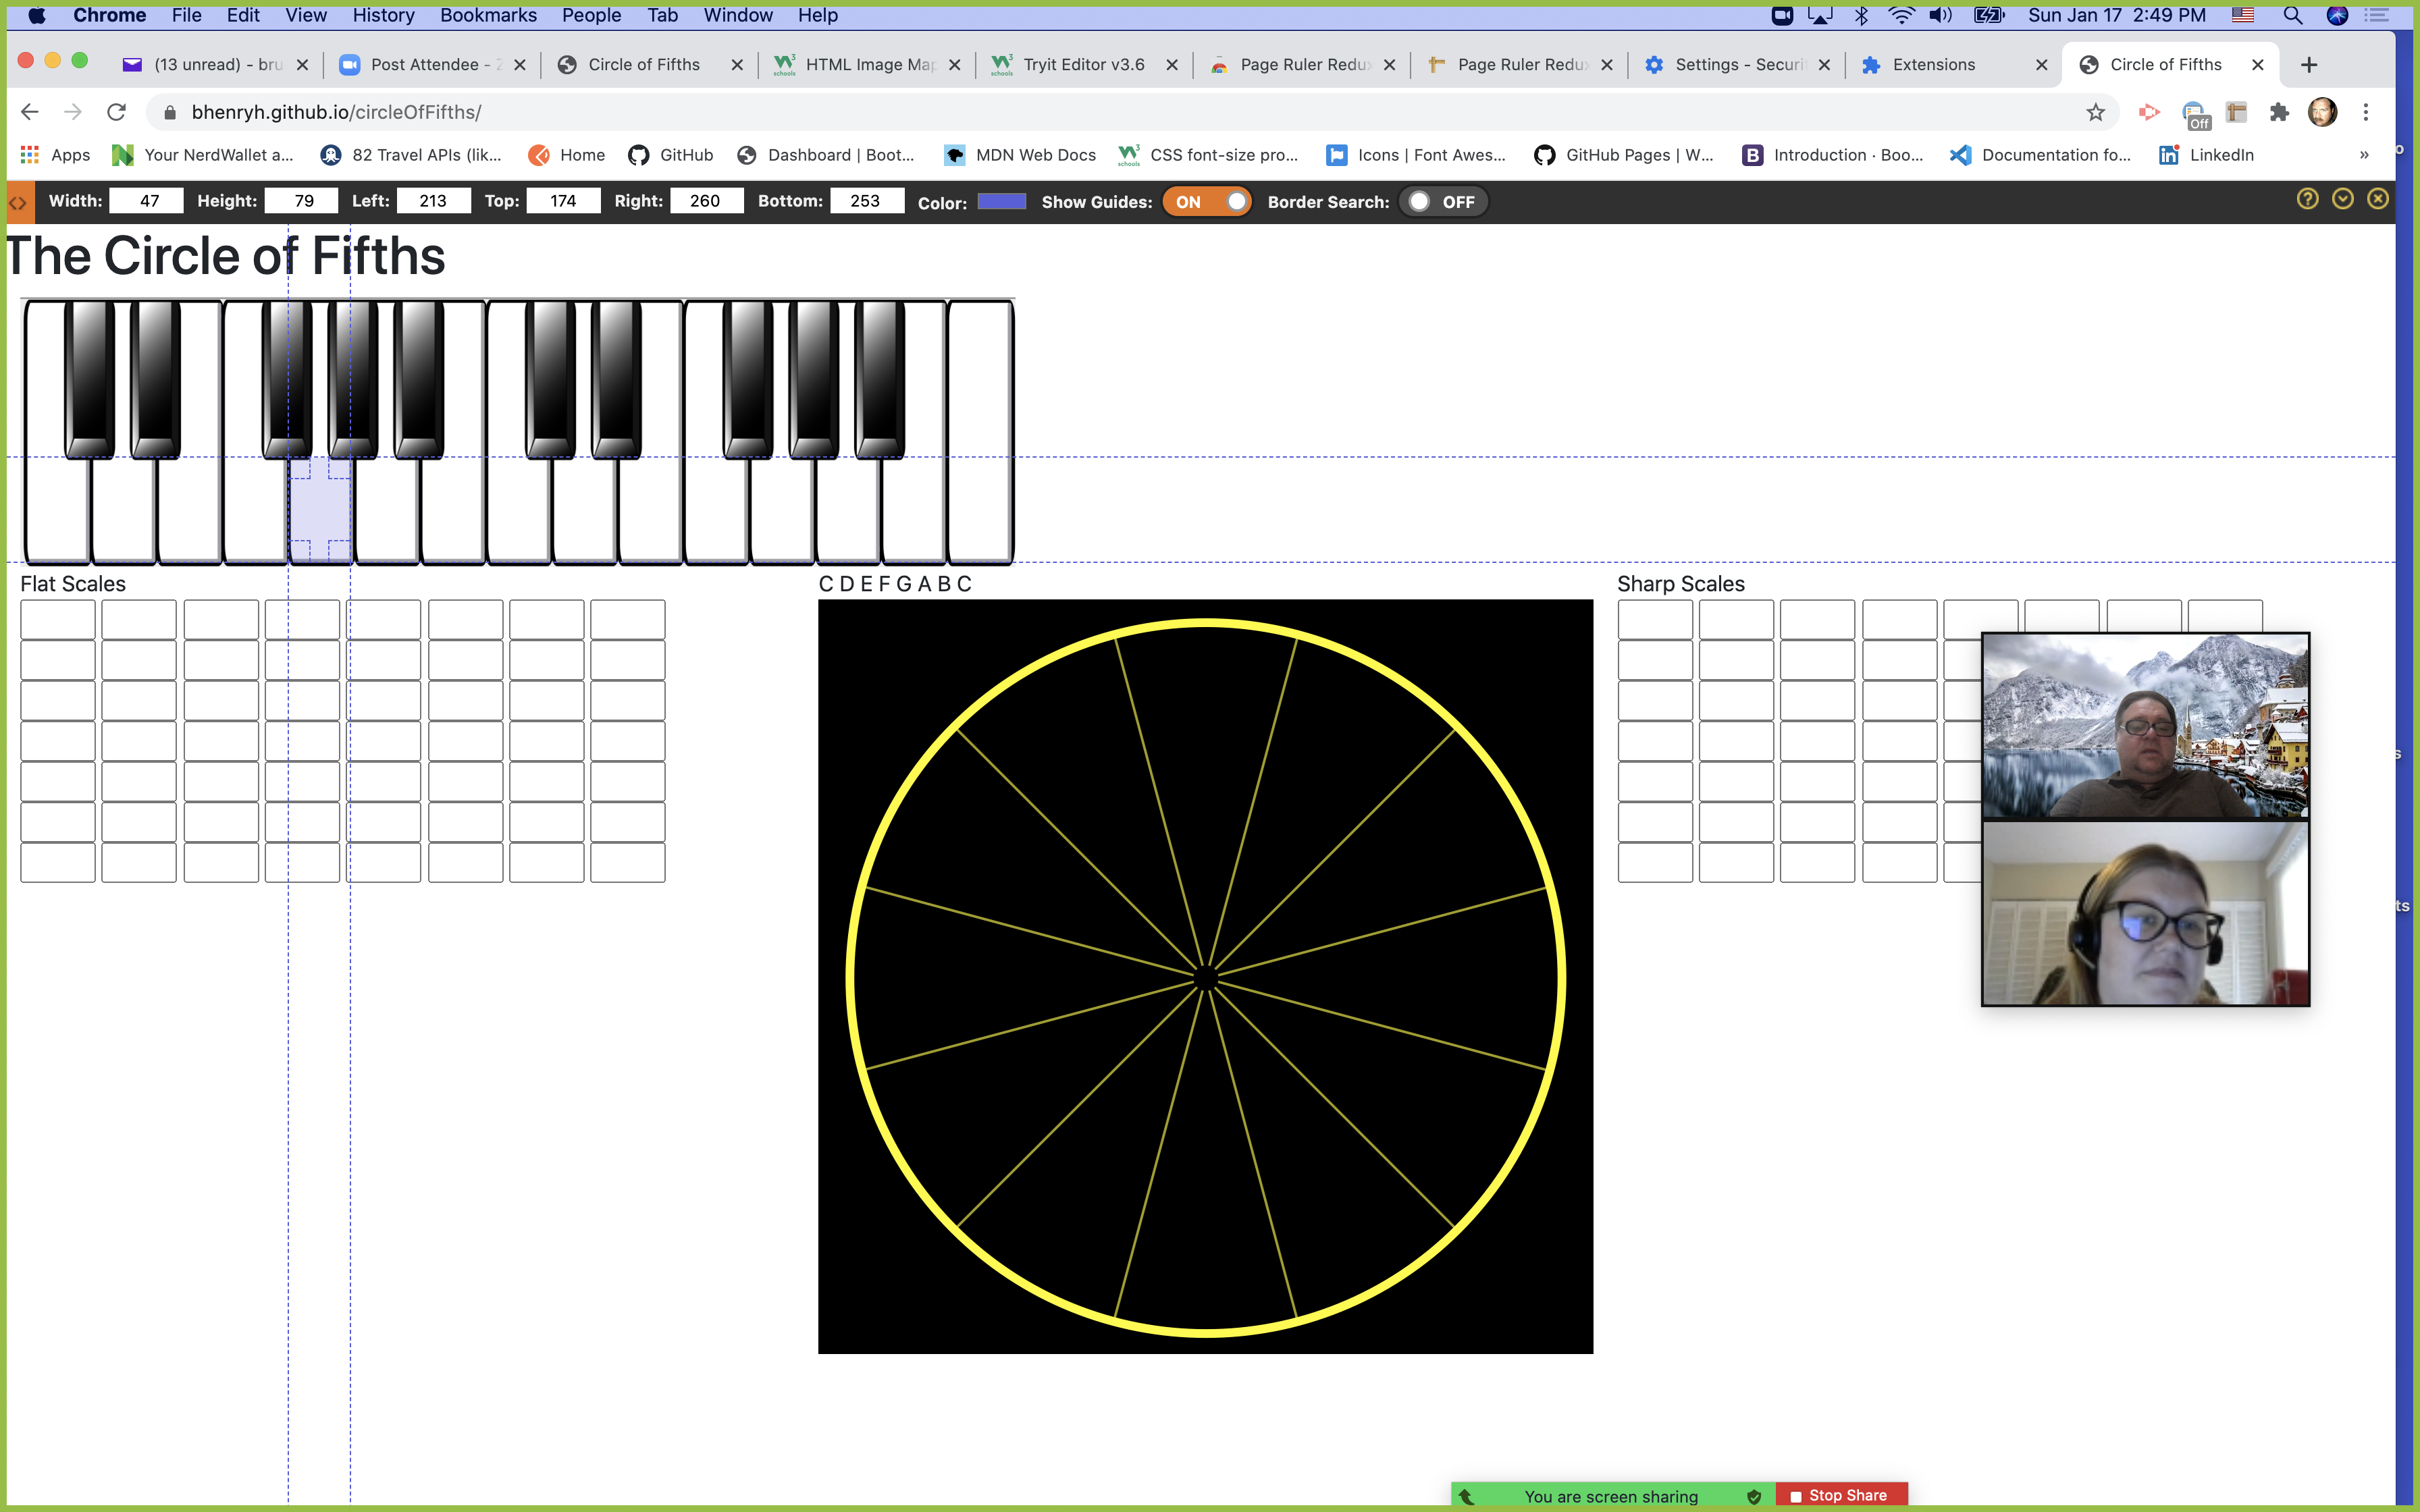 Chrome File Edit View History Bookmarks People Tab Window Help Sun Jan 17 2:49 PM
(13 unread) - bru Post Attendee - Z Circle of Fifths HTML Image Map Tryit Editor v3.6 Page Ruler Redux Page Ruler Redux Settings - Securi Extensions Circle of Fifths
bhenryh.github.io/circleOfFifths/
Off
Apps Your NerdWallet a... 82 Travel APIs (lik... Home GitHub Dashboard | Boot... MDN Web Docs CSS font-size pro... Icons | Font Awes... GitHub Pages | W... Introduction · Boo... Documentation fo... LinkedIn »
Width: 47 Height: 79 Left: 213 Top: 174 Right: 260 Bottom: 253 Color: Show Guides: ON Border Search: OFF
The Circle of Fifths
Flat Scales
C D E F G A B C
Sharp Scales
You are screen sharing Stop Share